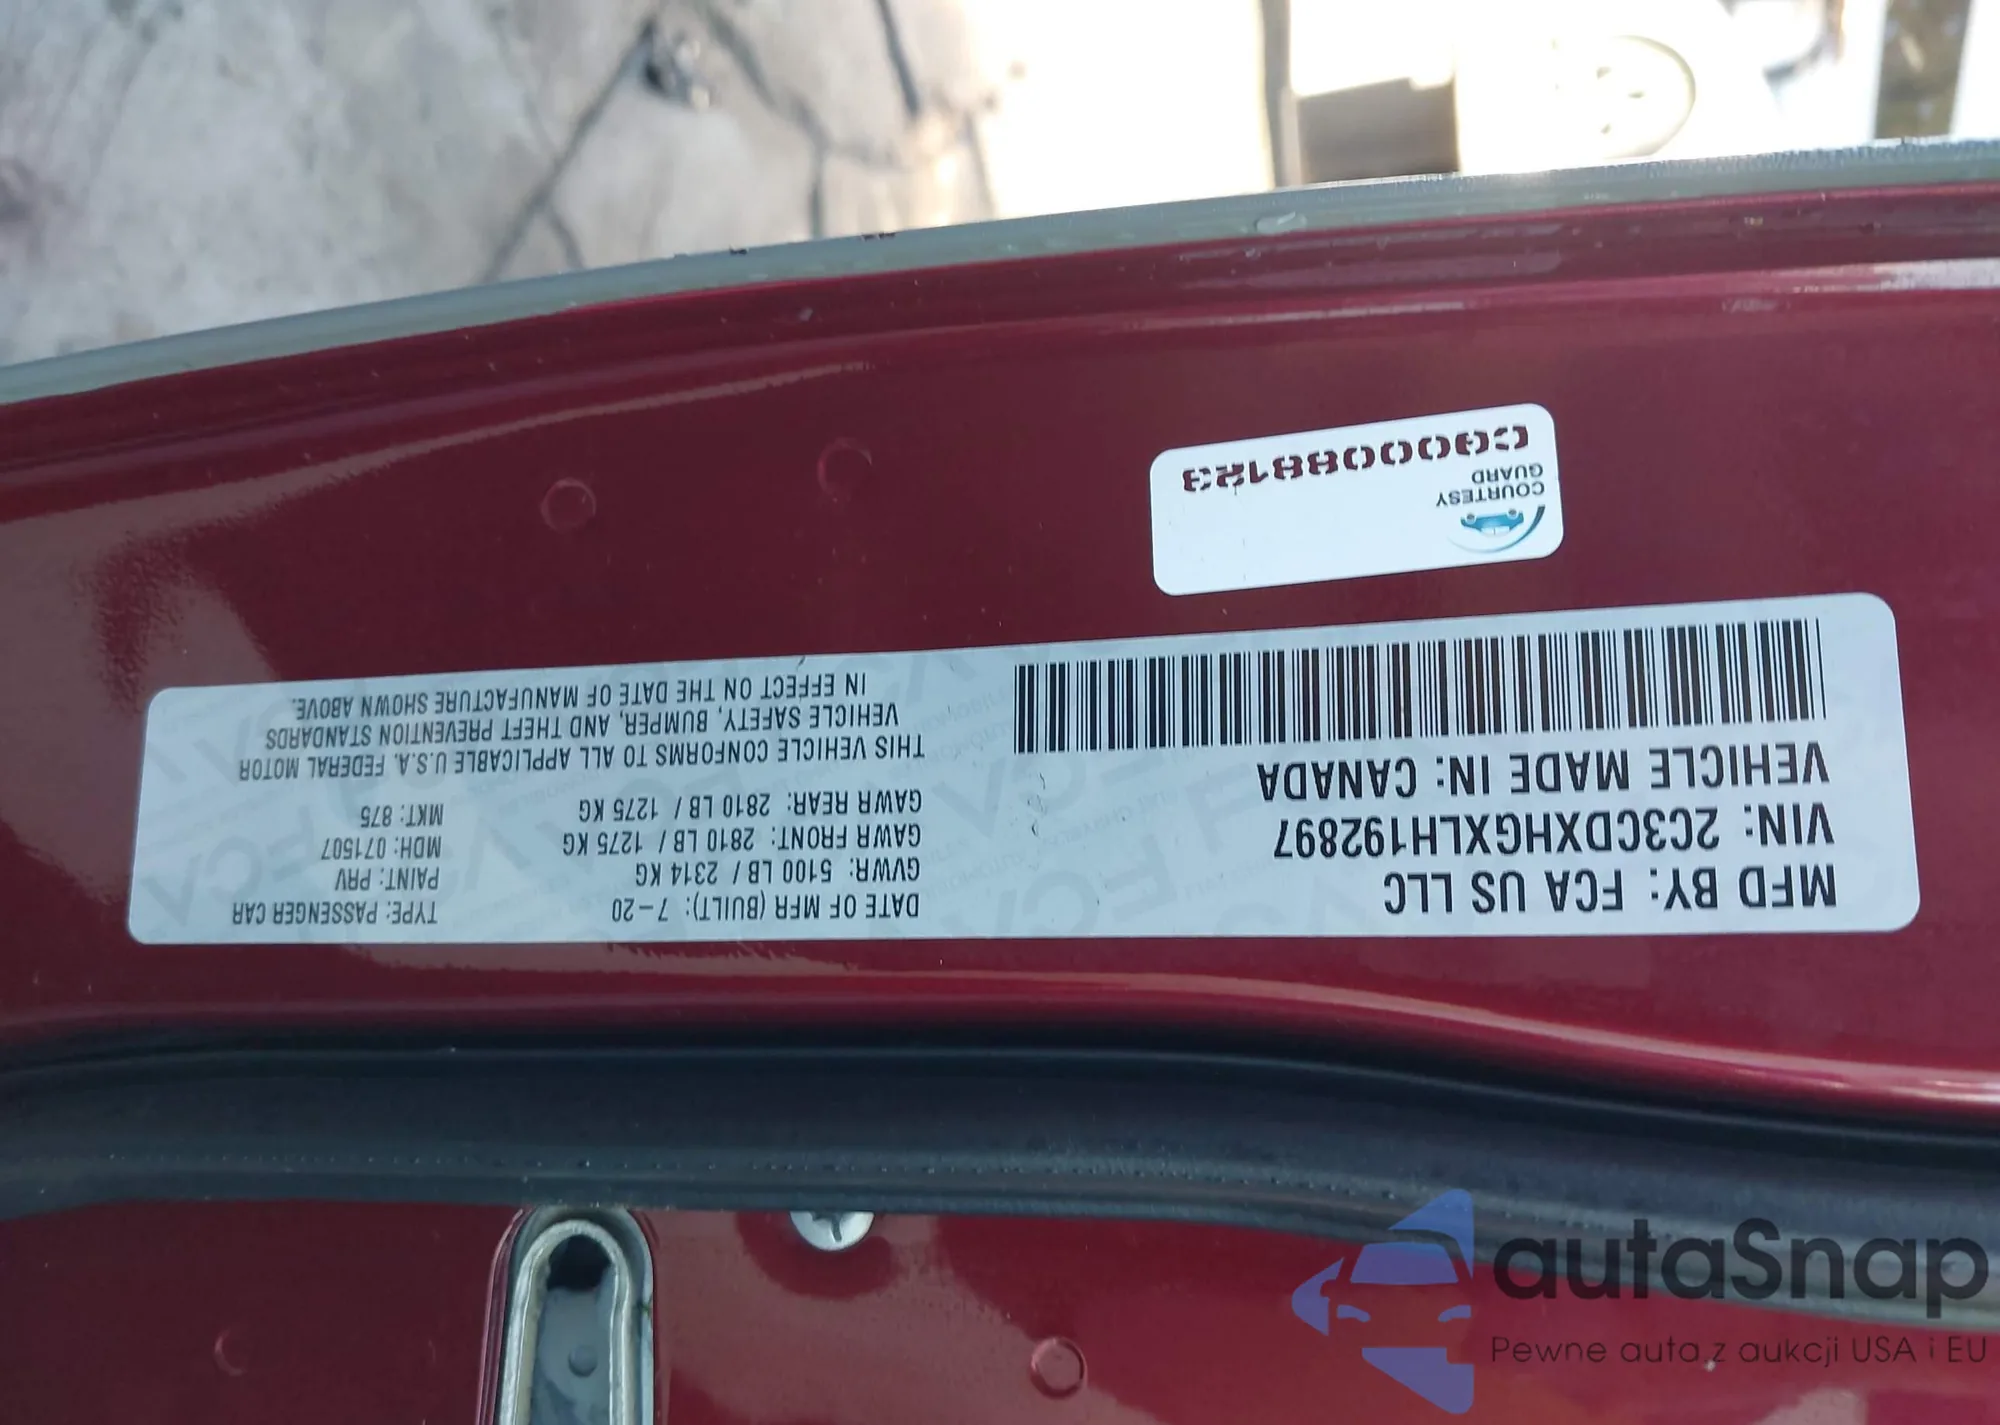 MFD BY: FCA US LLC
VIN: 2C3CDXHGXLH192897
VEHICLE MADE IN: CANADA
DATE OF MFR (BUILT): 7-20
GVWR: 5100 LB / 2314 KG
GAWR FRONT: 2810 LB / 1275 KG
GAWR REAR: 2810 LB / 1275 KG
TYPE: PASSENGER CAR
PAINT: PRV
MDH: 071507
MKT: 875
THIS VEHICLE CONFORMS TO ALL APPLICABLE U.S.A. FEDERAL MOTOR
VEHICLE SAFETY, BUMPER, AND THEFT PREVENTION STANDARDS
IN EFFECT ON THE DATE OF MANUFACTURE SHOWN ABOVE.
COURTESY
GUARD
CG00088123
autaSnap
Pewne auta z aukcji USA i EU